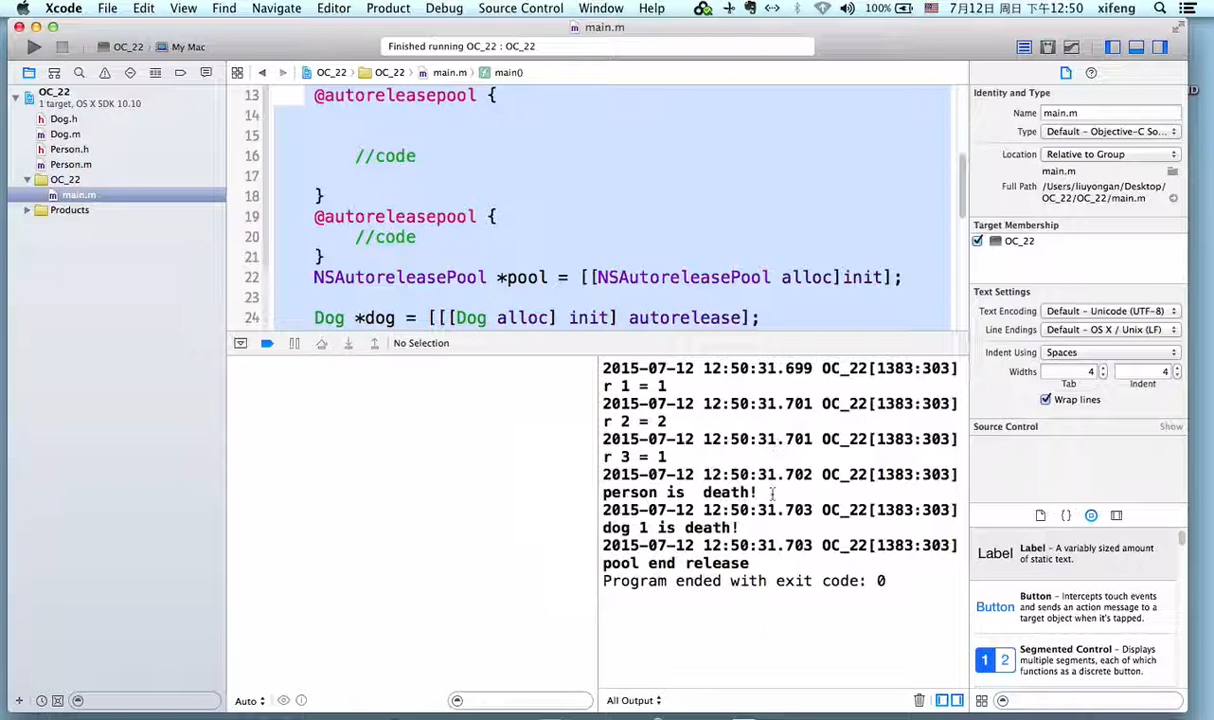 Xcode File Edit View Find Navigate Editor Product Debug Source Control Window Help 100% 7月12日 周日 下午12:50 xifeng
main.m
OC_22 My Mac
Finished running OC_22 : OC_22
OC_22 OC_22 main.m main()
OC_22
1 target, OS X SDK 10.10
Dog.h
Dog.m
Person.h
Person.m
OC_22
main.m
Products
13 @autoreleasepool {
14
15
16 //code
17
18 }
19 @autoreleasepool {
20 //code
21 }
22 NSAutoreleasePool *pool = [[NSAutoreleasePool alloc]init];
23
24 Dog *dog = [[[Dog alloc] init] autorelease];
No Selection
2015-07-12 12:50:31.699 OC_22[1383:303]
r 1 = 1
2015-07-12 12:50:31.701 OC_22[1383:303]
r 2 = 2
2015-07-12 12:50:31.701 OC_22[1383:303]
r 3 = 1
2015-07-12 12:50:31.702 OC_22[1383:303]
person is  death!
2015-07-12 12:50:31.703 OC_22[1383:303]
dog 1 is death!
2015-07-12 12:50:31.703 OC_22[1383:303]
pool end release
Program ended with exit code: 0
Auto
All Output
Identity and Type
Name main.m
Type Default - Objective-C So...
Location Relative to Group
main.m
Full Path /Users/liuyongan/Desktop/
OC_22/OC_22/main.m
Target Membership
OC_22
Text Settings
Text Encoding Default - Unicode (UTF-8)
Line Endings Default - OS X / Unix (LF)
Indent Using Spaces
Widths 4 4
Tab Indent
Wrap lines
Source Control Show
Label Label - A variably sized amount
of static text.
Button Button - Intercepts touch events
and sends an action message to a
target object when it's tapped.
1 2 Segmented Control - Displays
multiple segments, each of which
functions as a discrete button.